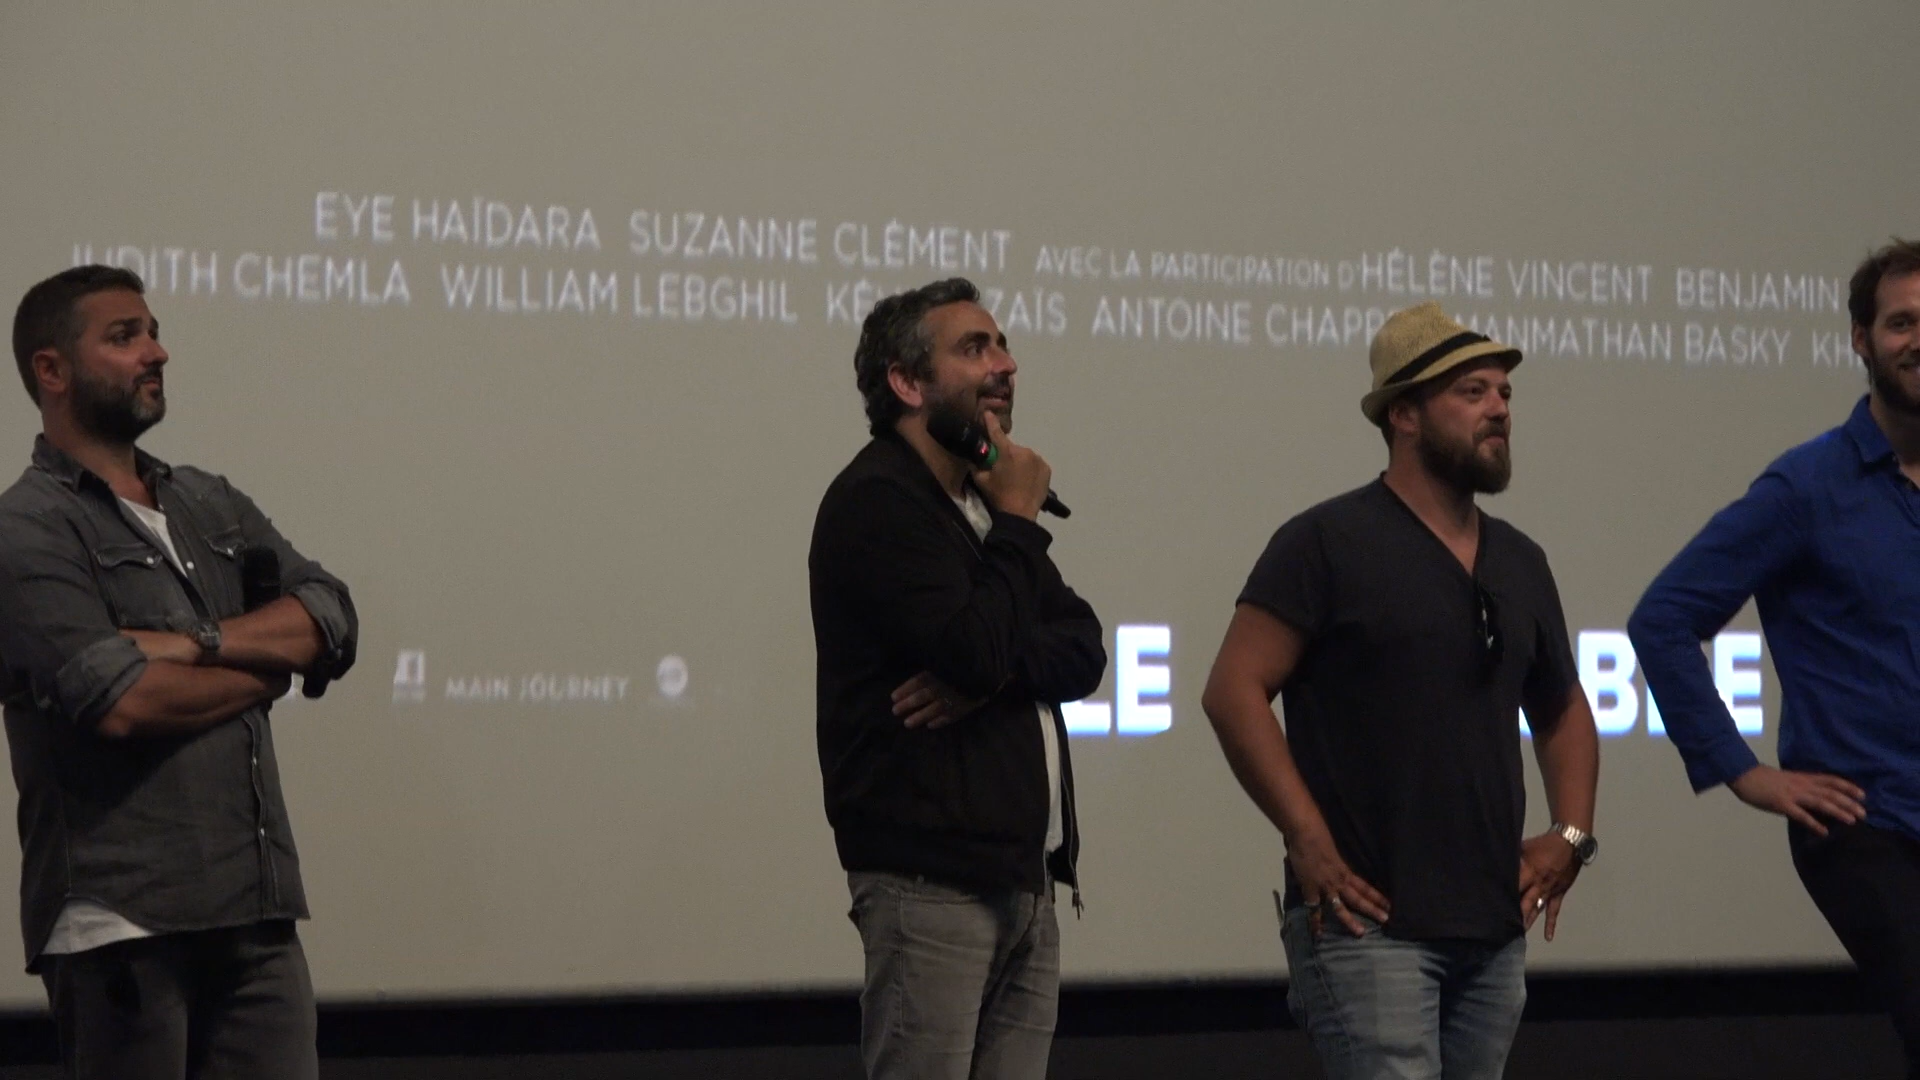 EYE HAÏDARA SUZANNE CLÉMENT AVEC LA PARTICIPATION D'HÉLÈNE VINCENT BENJAMIN
JUDITH CHEMLA WILLIAM LEBGHIL ANTOINE MANMATHAN BASKY
MAIN JOURNEY